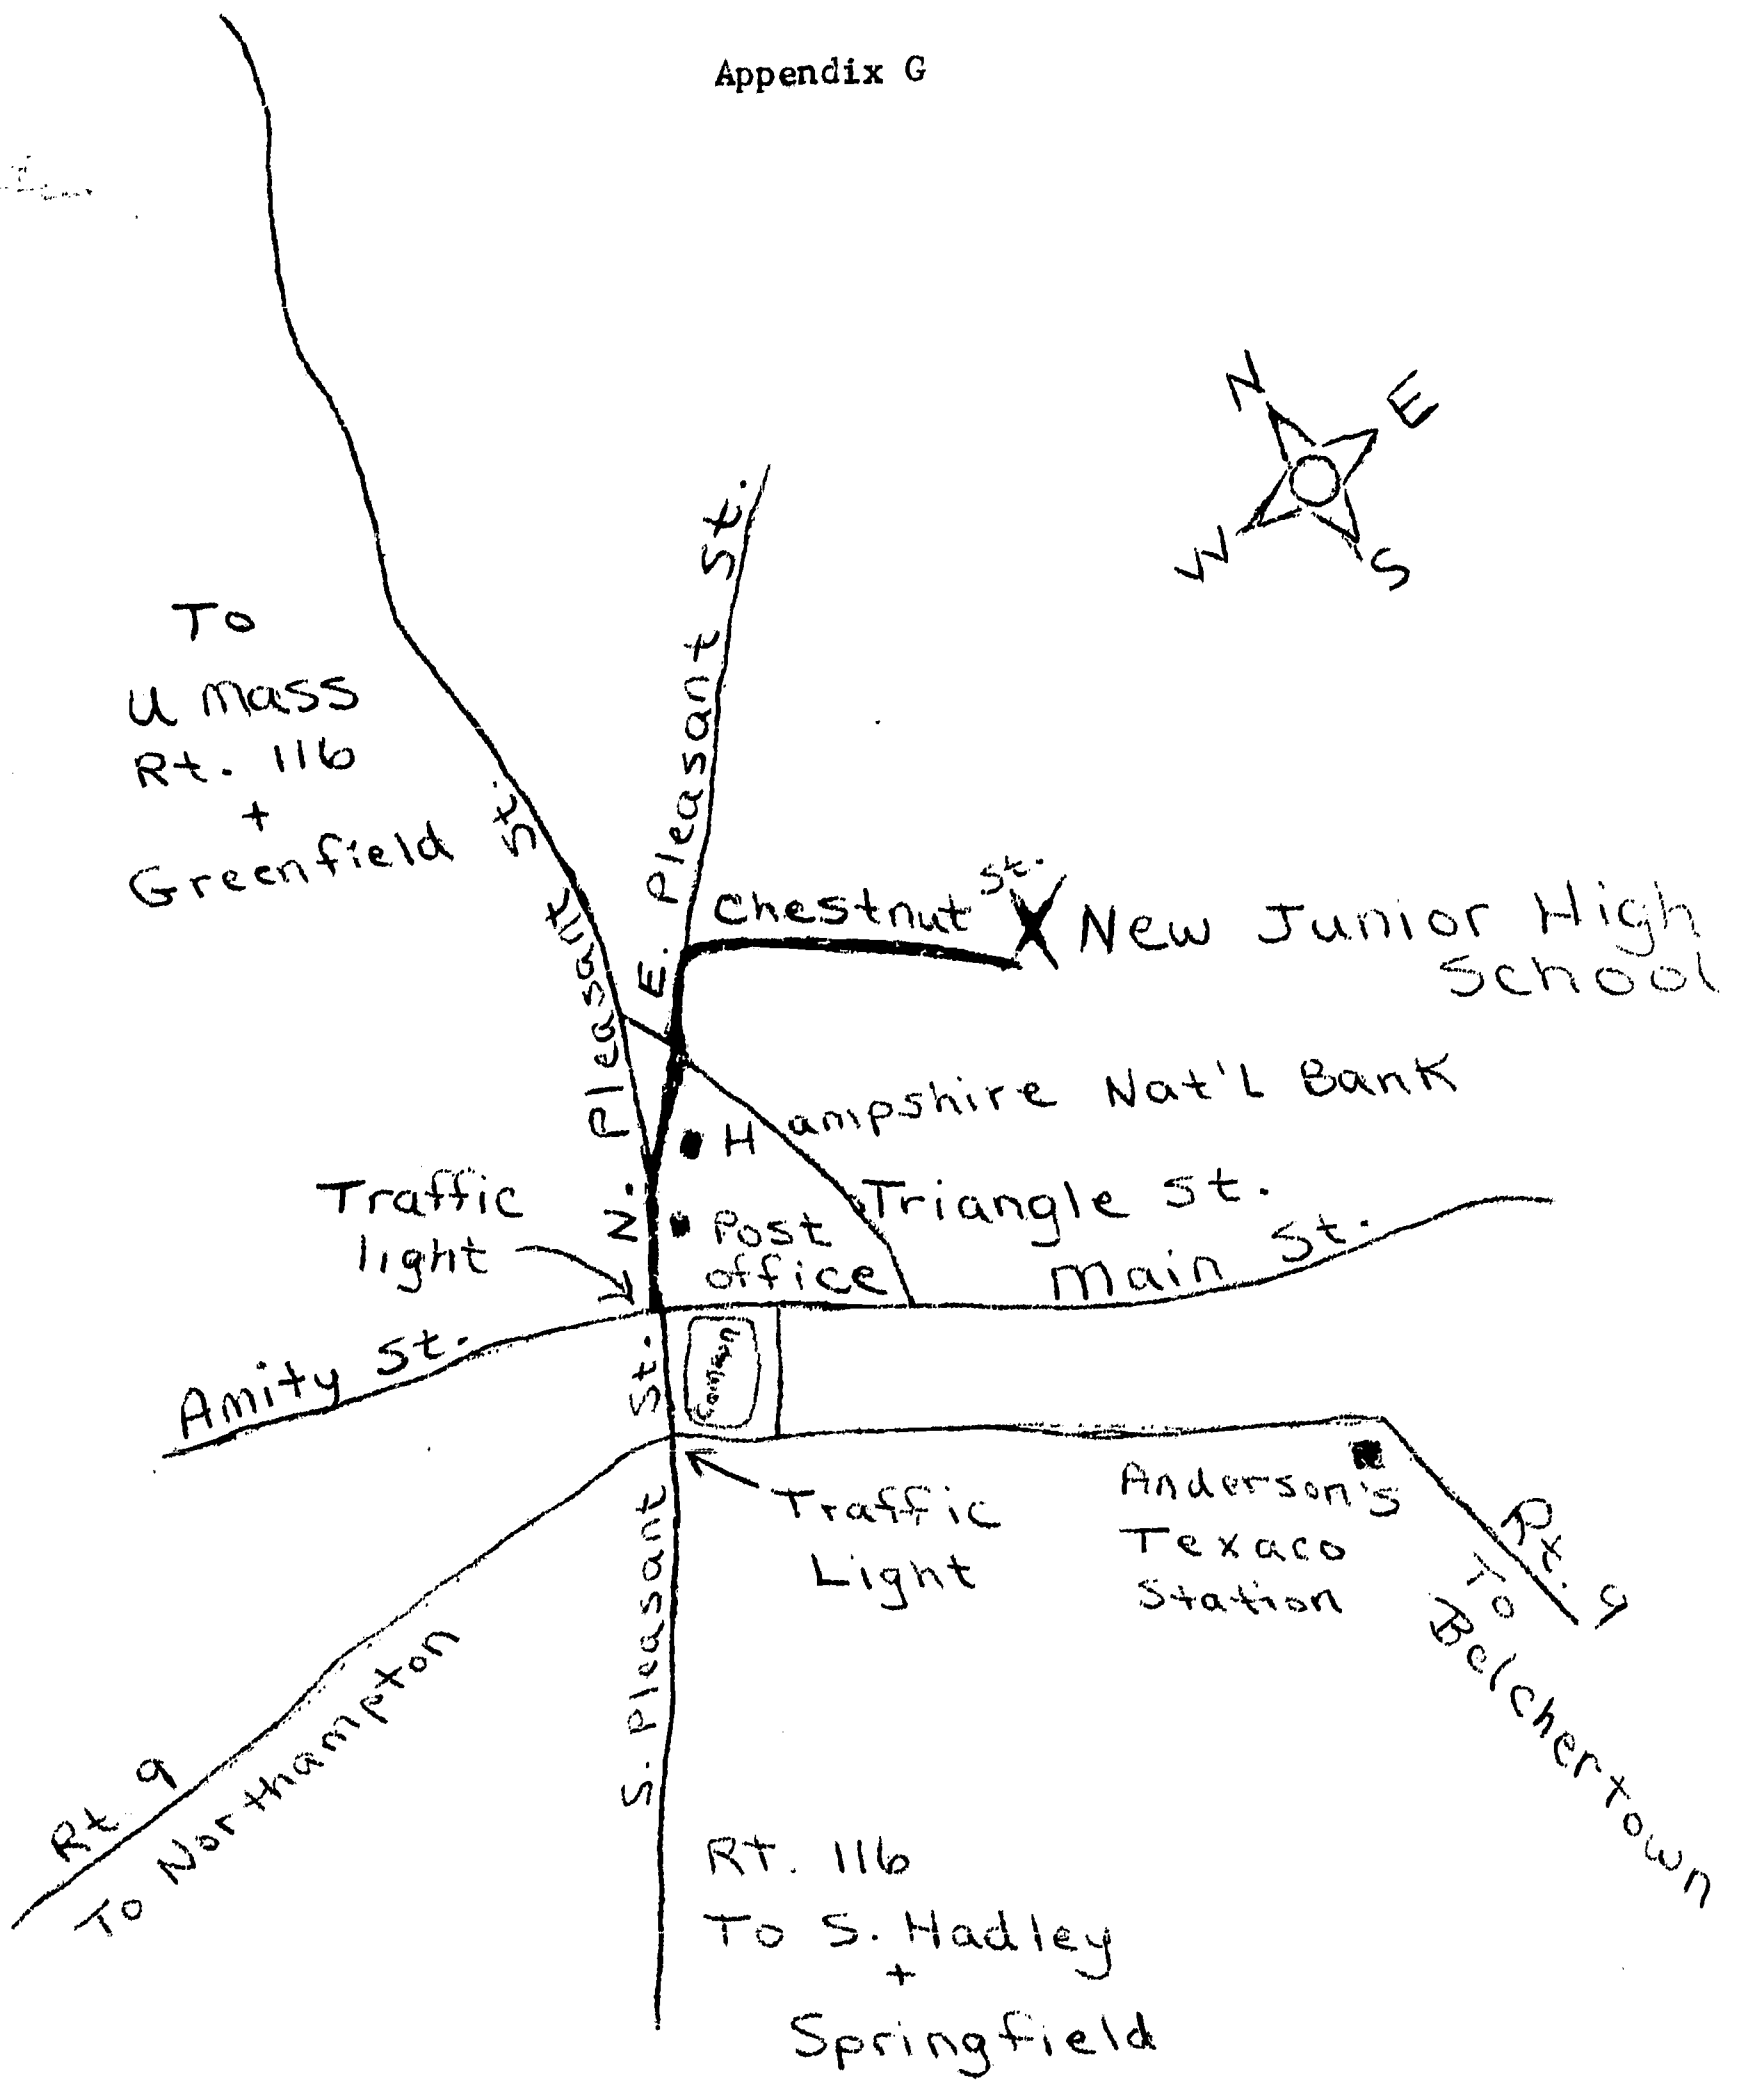 Appendix G
N
E
W
S
To
U Mass
Rt. 116
+
Greenfield
E. Pleasant St.
Chestnut St.
X New Junior High
School
N. Pleasant St.
Hampshire Nat'l Bank
Traffic
light
Triangle St.
Post
office
Main St.
Amity St.
Common
S. Pleasant St.
Traffic
Light
Anderson's
Texaco
Station
Rt. 9
To
Belchertown
Rt 9
To Northampton
Rt. 116
To S. Hadley
+
Springfield